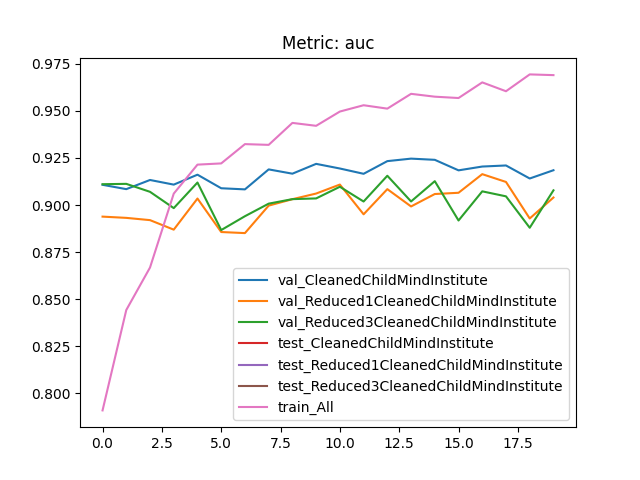 Metric: auc
0.975
0.950
0.925
0.900
0.875
0.850
0.825
0.800
val_CleanedChildMindInstitute
val_Reduced1CleanedChildMindInstitute
val_Reduced3CleanedChildMindInstitute
test_CleanedChildMindInstitute
test_Reduced1CleanedChildMindInstitute
test_Reduced3CleanedChildMindInstitute
train_All
0.0 2.5 5.0 7.5 10.0 12.5 15.0 17.5